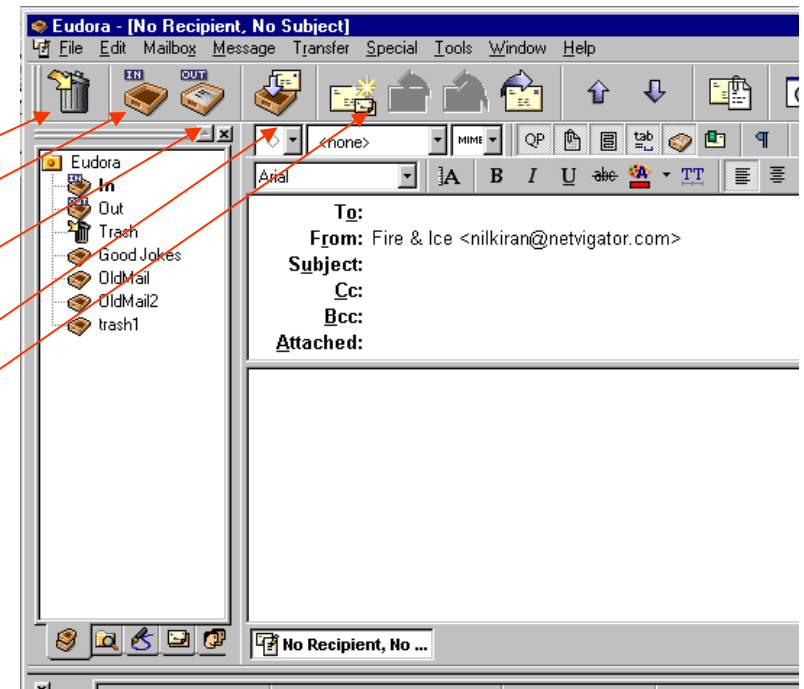 Eudora - [No Recipient, No Subject]
File Edit Mailbox Message Transfer Special Tools Window Help
IN OUT
<none> MIME QP tab
Eudora
In
Out
Trash
Good Jokes
OldMail
OldMail2
trash1
Arial A B I U abc A TT
To:
From: Fire & Ice <nilkiran@netvigator.com>
Subject:
Cc:
Bcc:
Attached:
No Recipient, No ...